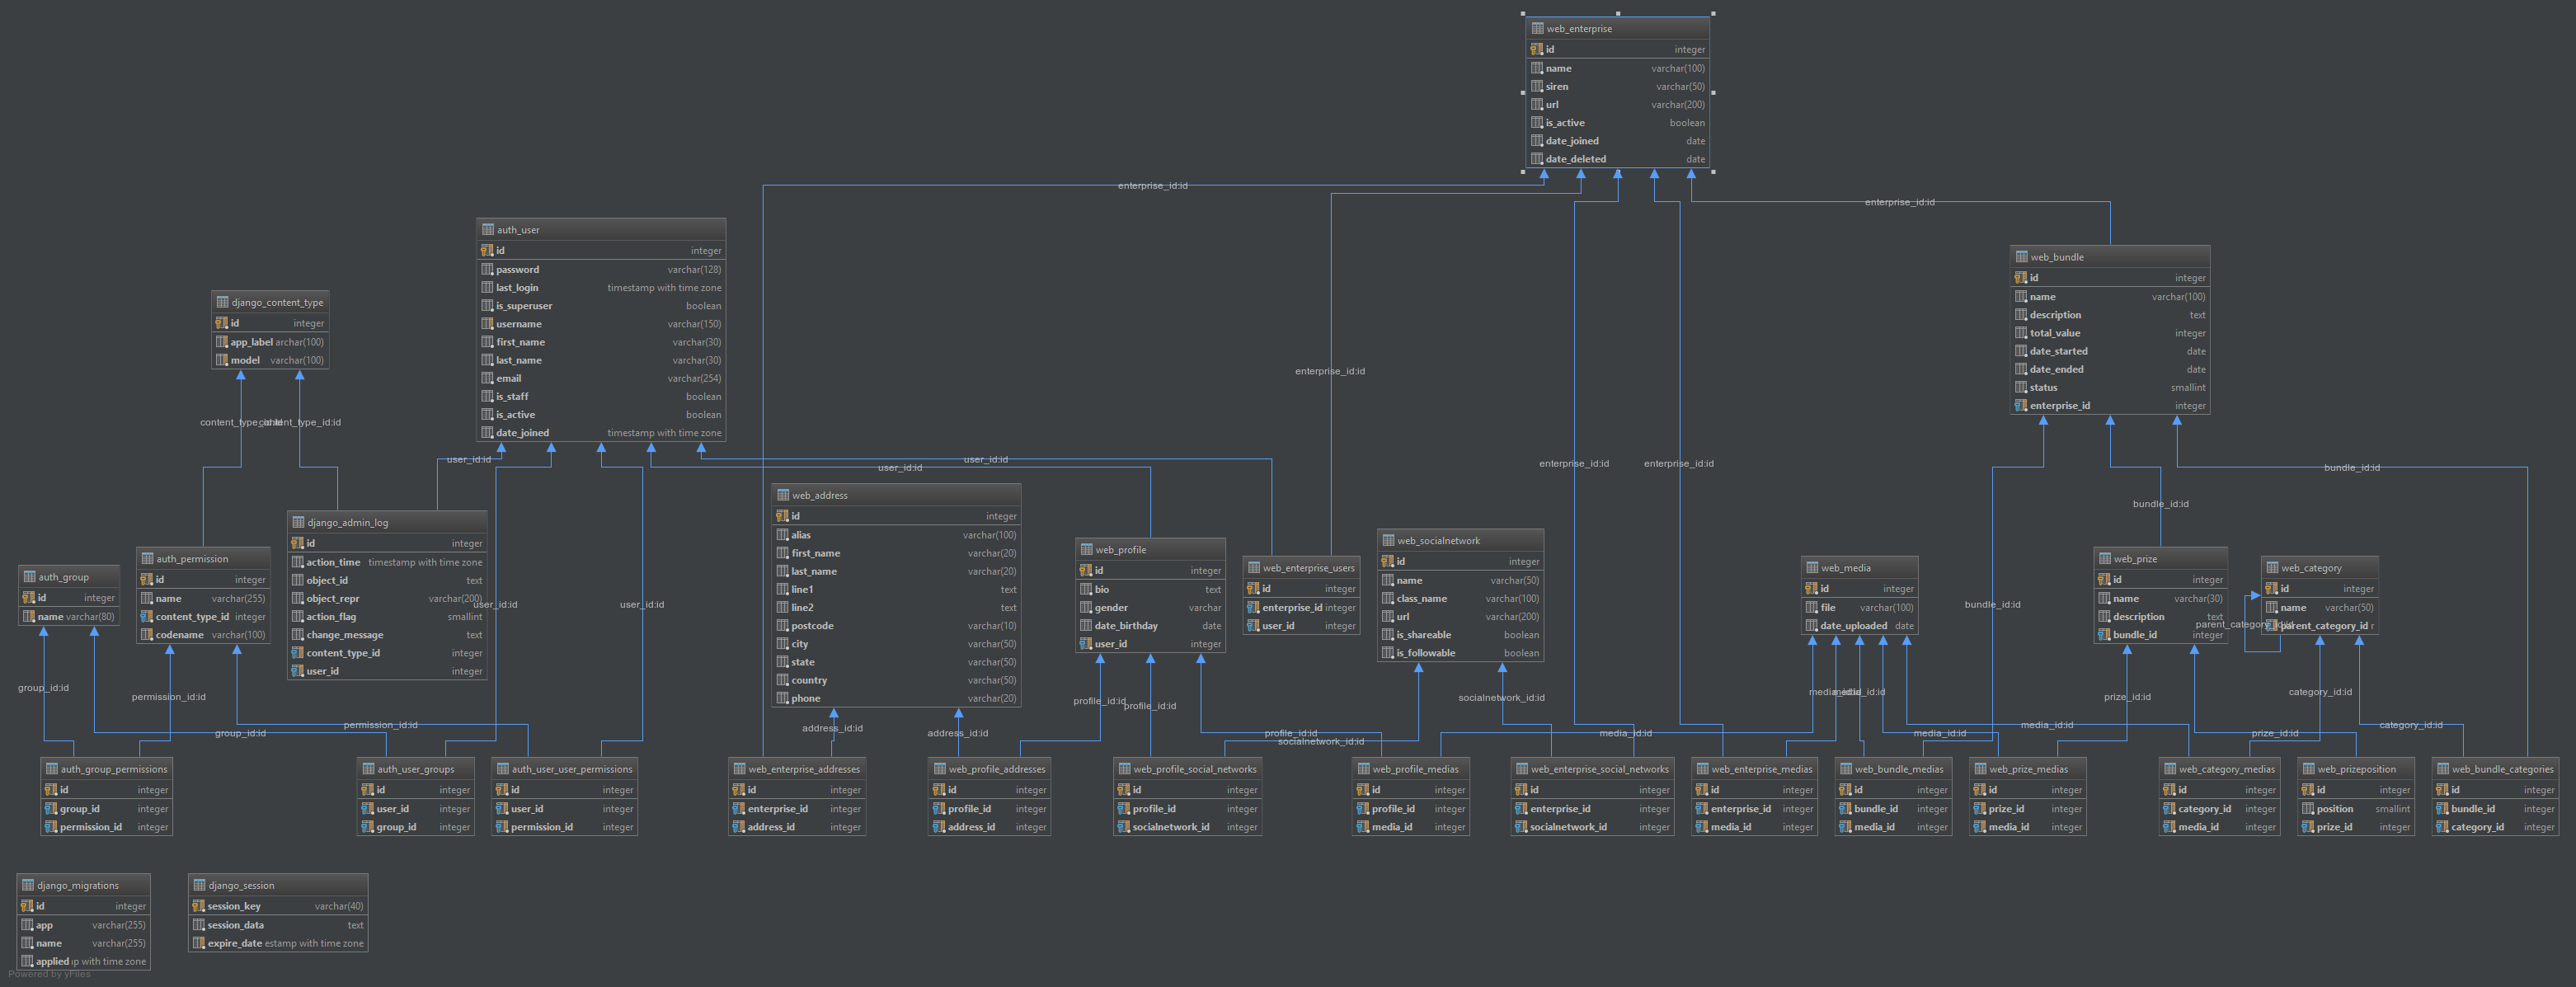 web_enterprise
id integer
name varchar(100)
siren varchar(50)
url varchar(200)
is_active boolean
date_joined date
date_deleted date
enterprise_id:id
enterprise_id:id
auth_user
id integer
password varchar(128)
last_login timestamp with time zone
is_superuser boolean
username varchar(150)
first_name varchar(30)
last_name varchar(30)
email varchar(254)
is_staff boolean
is_active boolean
date_joined timestamp with time zone
web_bundle
id integer
name varchar(100)
description text
total_value integer
date_started date
date_ended date
status smallint
enterprise_id integer
django_content_type
id integer
app_label archar(100)
model varchar(100)
enterprise_id:id
content_type_id:id
content_type_id:id
user_id:id
user_id:id
user_id:id
enterprise_id:id
enterprise_id:id
bundle_id:id
web_address
id integer
alias varchar(100)
first_name varchar(20)
last_name varchar(20)
line1 text
line2 text
postcode varchar(10)
city varchar(50)
state varchar(50)
country varchar(50)
phone varchar(20)
bundle_id:id
django_admin_log
id integer
action_time timestamp with time zone
object_id text
object_repr varchar(200)
action_flag smallint
change_message text
content_type_id integer
user_id integer
user_id:id
user_id:id
auth_permission
id integer
name varchar(255)
content_type_id integer
codename varchar(100)
auth_group
id integer
name varchar(80)
web_profile
id integer
bio text
gender varchar
date_birthday date
user_id integer
web_enterprise_users
id integer
enterprise_id integer
user_id integer
web_socialnetwork
id integer
name varchar(50)
class_name varchar(100)
url varchar(200)
is_shareable boolean
is_followable boolean
web_media
id integer
file varchar(100)
date_uploaded date
bundle_id:id
web_prize
id integer
name varchar(30)
description text
bundle_id integer
web_category
id integer
name varchar(50)
parent_category_id r
group_id:id
permission_id:id
permission_id:id
group_id:id
address_id:id
address_id:id
profile_id:id
profile_id:id
profile_id:id
socialnetwork_id:id
socialnetwork_id:id
media_id:id
media_id:id
media_id:id
media_id:id
prize_id:id
category_id:id
prize_id:id
category_id:id
auth_group_permissions
id integer
group_id integer
permission_id integer
auth_user_groups
id integer
user_id integer
group_id integer
auth_user_user_permissions
id integer
user_id integer
permission_id integer
web_enterprise_addresses
id integer
enterprise_id integer
address_id integer
web_profile_addresses
id integer
profile_id integer
address_id integer
web_profile_social_networks
id integer
profile_id integer
socialnetwork_id integer
web_profile_medias
id integer
profile_id integer
media_id integer
web_enterprise_social_networks
id integer
enterprise_id integer
socialnetwork_id integer
web_enterprise_medias
id integer
enterprise_id integer
media_id integer
web_bundle_medias
id integer
bundle_id integer
media_id integer
web_prize_medias
id integer
prize_id integer
media_id integer
web_category_medias
id integer
category_id integer
media_id integer
web_prizeposition
id integer
position smallint
prize_id integer
web_bundle_categories
id integer
bundle_id integer
category_id integer
django_migrations
id integer
app varchar(255)
name varchar(255)
applied ıp with time zone
django_session
session_key varchar(40)
session_data text
expire_date estamp with time zone
Powered by yFiles